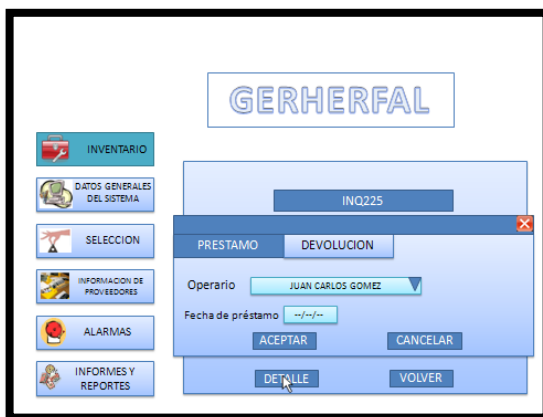 GERHERFAL
INVENTARIO
DATOS GENERALES
DEL SISTEMA
SELECCION
INFORMACION DE
PROVEEDORES
ALARMAS
INFORMES Y
REPORTES
INQ225
PRESTAMO DEVOLUCION
Operario JUAN CARLOS GOMEZ
Fecha de préstamo --/--/--
ACEPTAR CANCELAR
DETALLE VOLVER